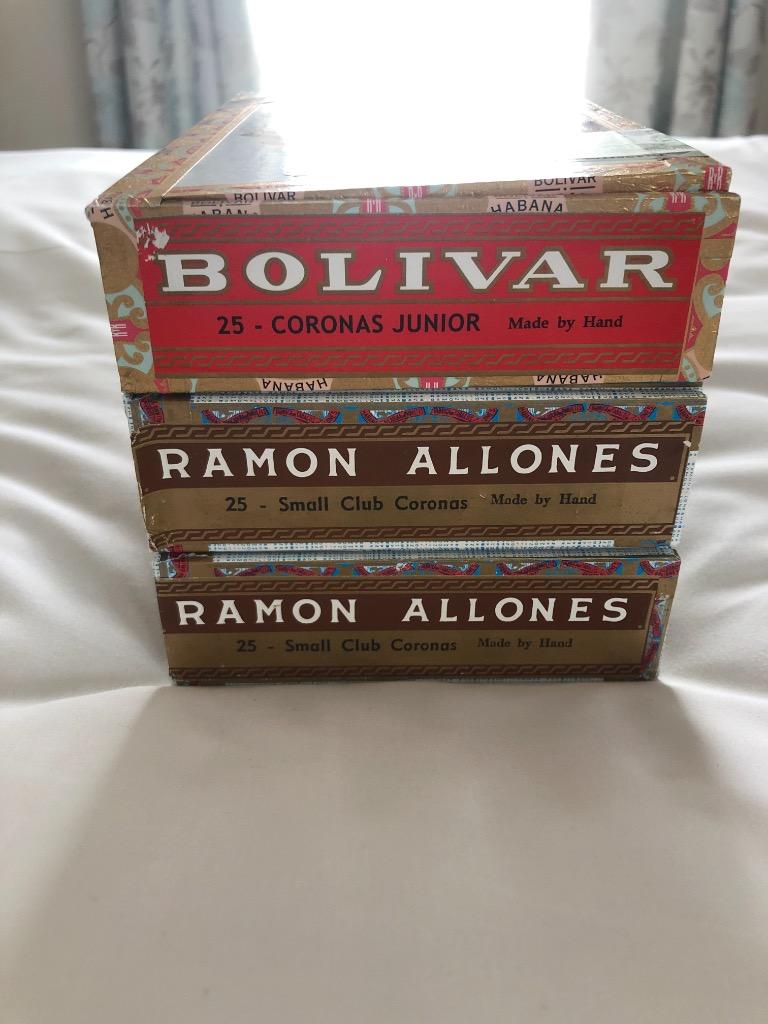 BOLIVAR
BOLIVAR
HABANA
HABANA
BOLIVAR
25 - CORONAS JUNIOR Made by Hand
HABANA
HABANA
RAMON ALLONES
25 - Small Club Coronas Made by Hand
RAMON ALLONES
25 - Small Club Coronas Made by Hand